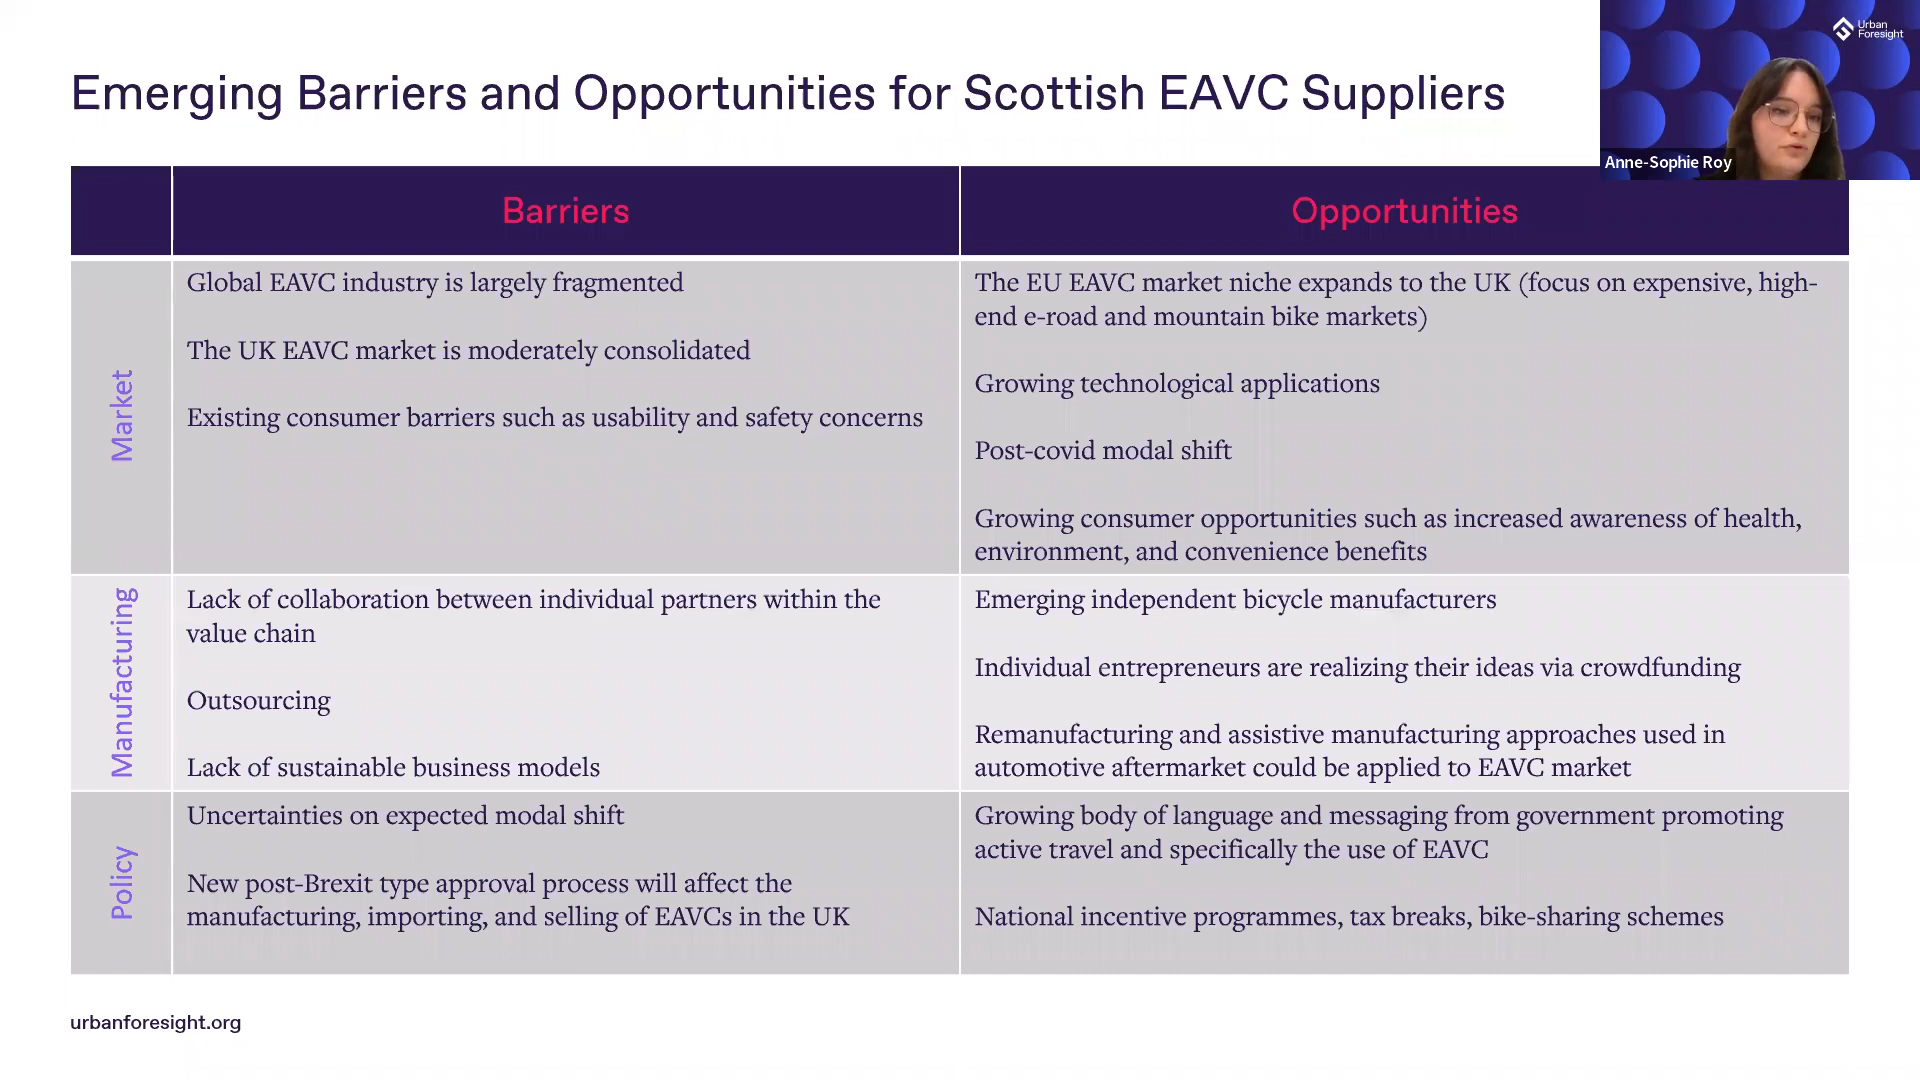 Urban
Foresight
Emerging Barriers and Opportunities for Scottish EAVC Suppliers
Anne-Sophie Roy
Barriers
Opportunities
Market
Global EAVC industry is largely fragmented
The UK EAVC market is moderately consolidated
Existing consumer barriers such as usability and safety concerns
The EU EAVC market niche expands to the UK (focus on expensive, high-
end e-road and mountain bike markets)
Growing technological applications
Post-covid modal shift
Growing consumer opportunities such as increased awareness of health,
environment, and convenience benefits
Manufacturing
Lack of collaboration between individual partners within the
value chain
Outsourcing
Lack of sustainable business models
Emerging independent bicycle manufacturers
Individual entrepreneurs are realizing their ideas via crowdfunding
Remanufacturing and assistive manufacturing approaches used in
automotive aftermarket could be applied to EAVC market
Policy
Uncertainties on expected modal shift
New post-Brexit type approval process will affect the
manufacturing, importing, and selling of EAVCs in the UK
Growing body of language and messaging from government promoting
active travel and specifically the use of EAVC
National incentive programmes, tax breaks, bike-sharing schemes
urbanforesight.org